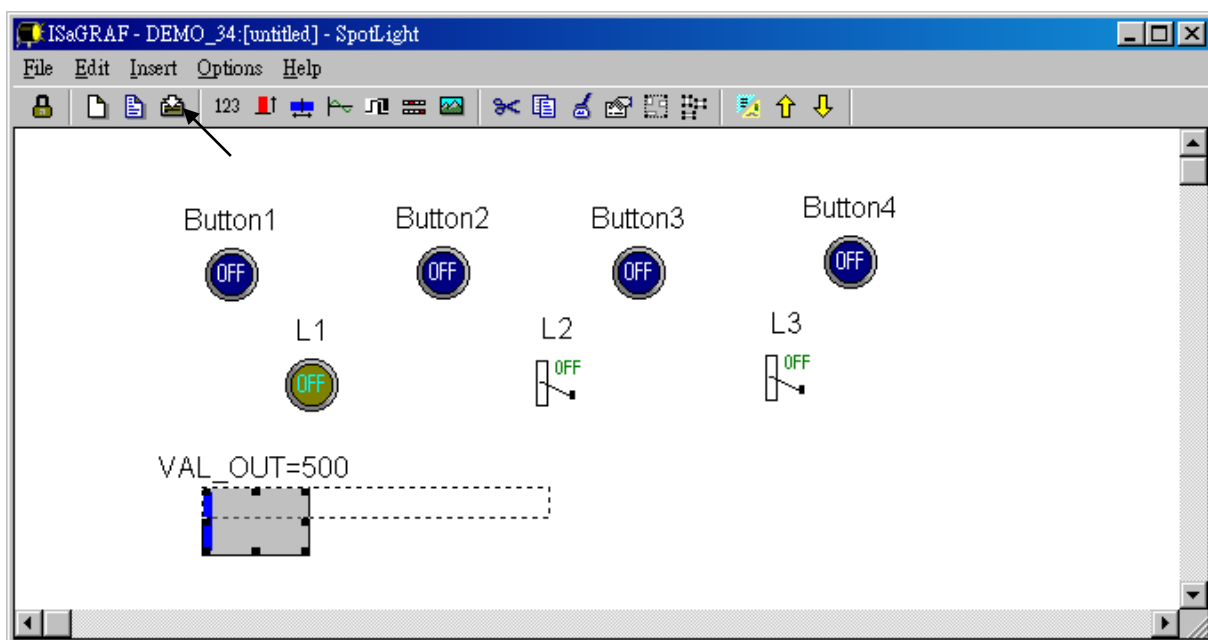 ISaGRAF - DEMO_34:[untitled] - SpotLight
File Edit Insert Options Help
123
Button1 Button2 Button3 Button4
OFF OFF OFF OFF
L1 L2 L3
OFF OFF OFF
VAL_OUT=500